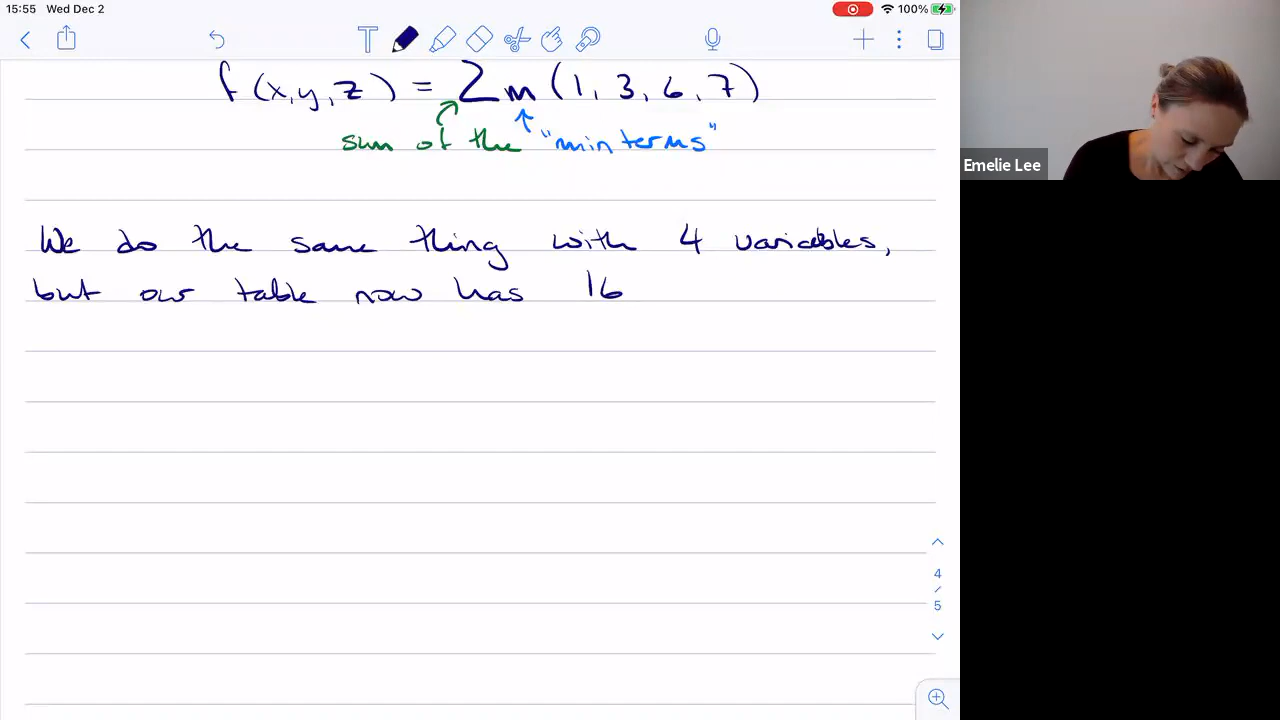 15:55 Wed Dec 2
100%
f(x,y,z) = Σm(1, 3, 6, 7)
sum of the "minterms"
Emelie Lee
We do the same thing with 4 variables,
but our table now has 16
4
/
5